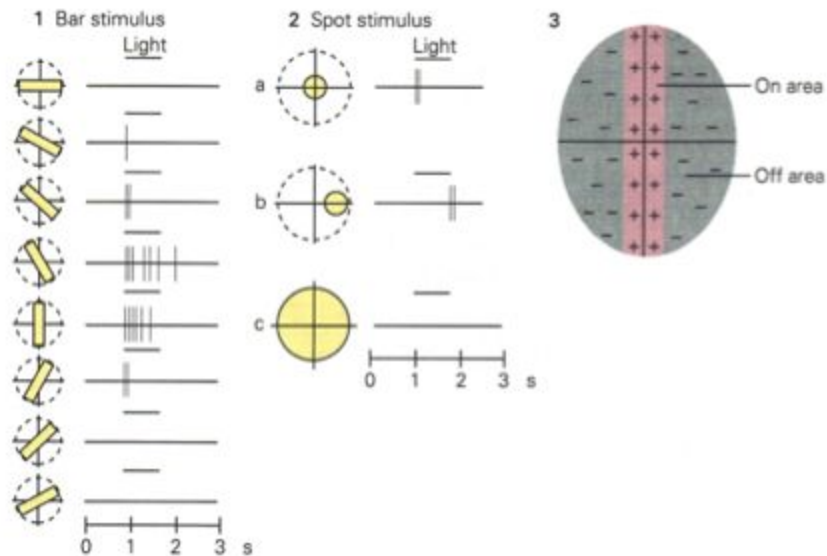 1 Bar stimulus
Light
0 1 2 3 s
2 Spot stimulus
Light
a
b
c
0 1 2 3 s
3
On area
Off area